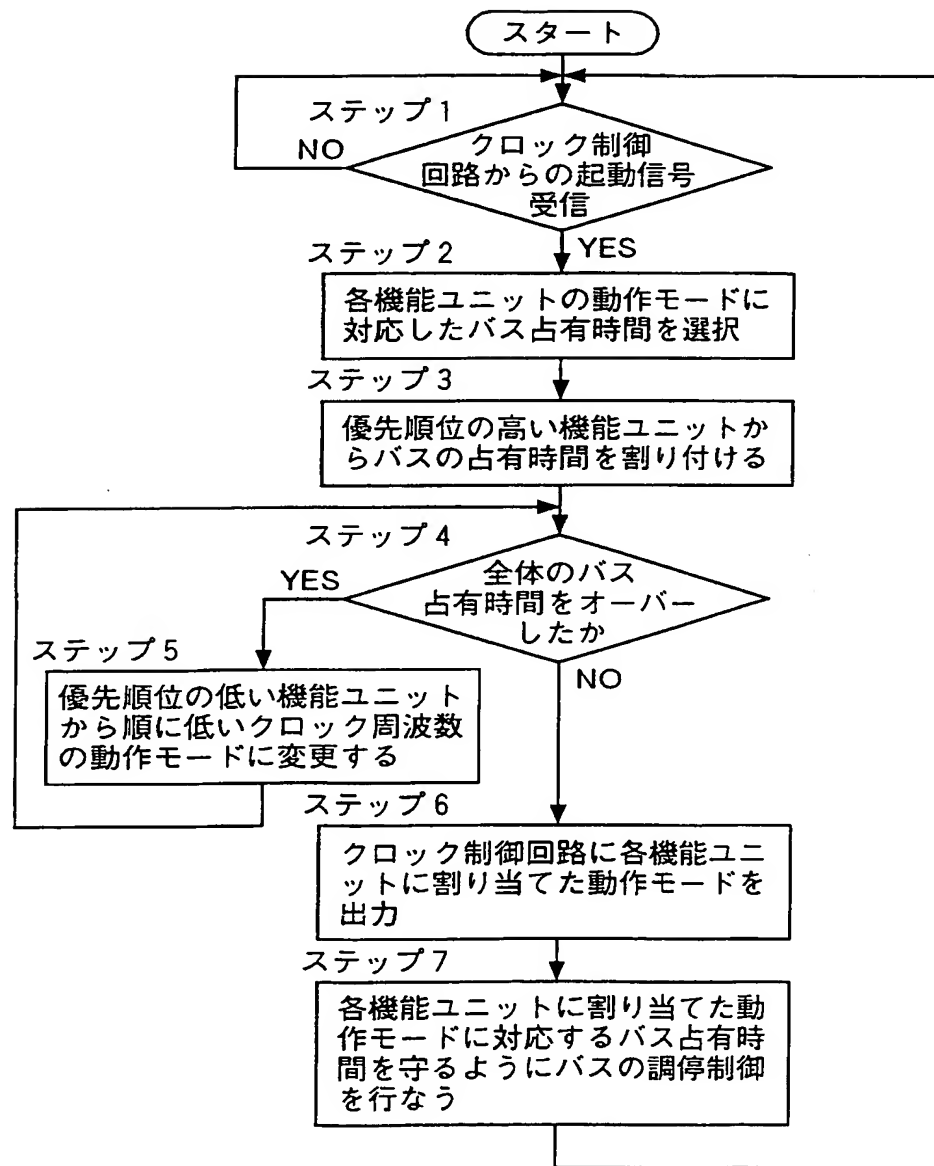 スタート
ステップ1
NO
クロック制御
回路からの起動信号
受信
YES
ステップ2
各機能ユニットの動作モードに
対応したバス占有時間を選択
ステップ3
優先順位の高い機能ユニットか
らバスの占有時間を割り付ける
ステップ4
YES
全体のバス
占有時間をオーバー
したか
NO
ステップ5
優先順位の低い機能ユニット
から順に低いクロック周波数
の動作モードに変更する
ステップ6
クロック制御回路に各機能ユニ
ットに割り当てた動作モードを
出力
ステップ7
各機能ユニットに割り当てた動
作モードに対応するバス占有時
間を守るようにバスの調停制御
を行なう